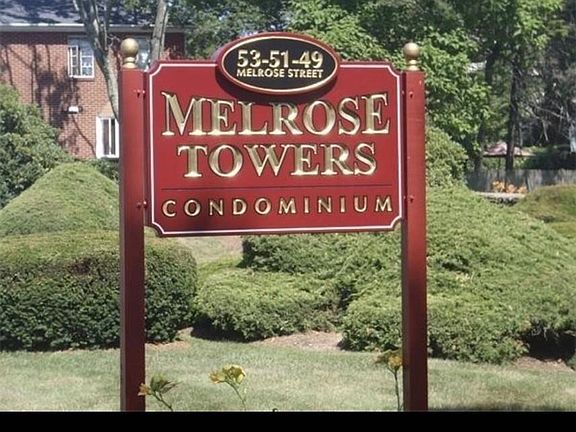 53-51-49
MELROSE STREET
MELROSE
TOWERS
CONDOMINIUM